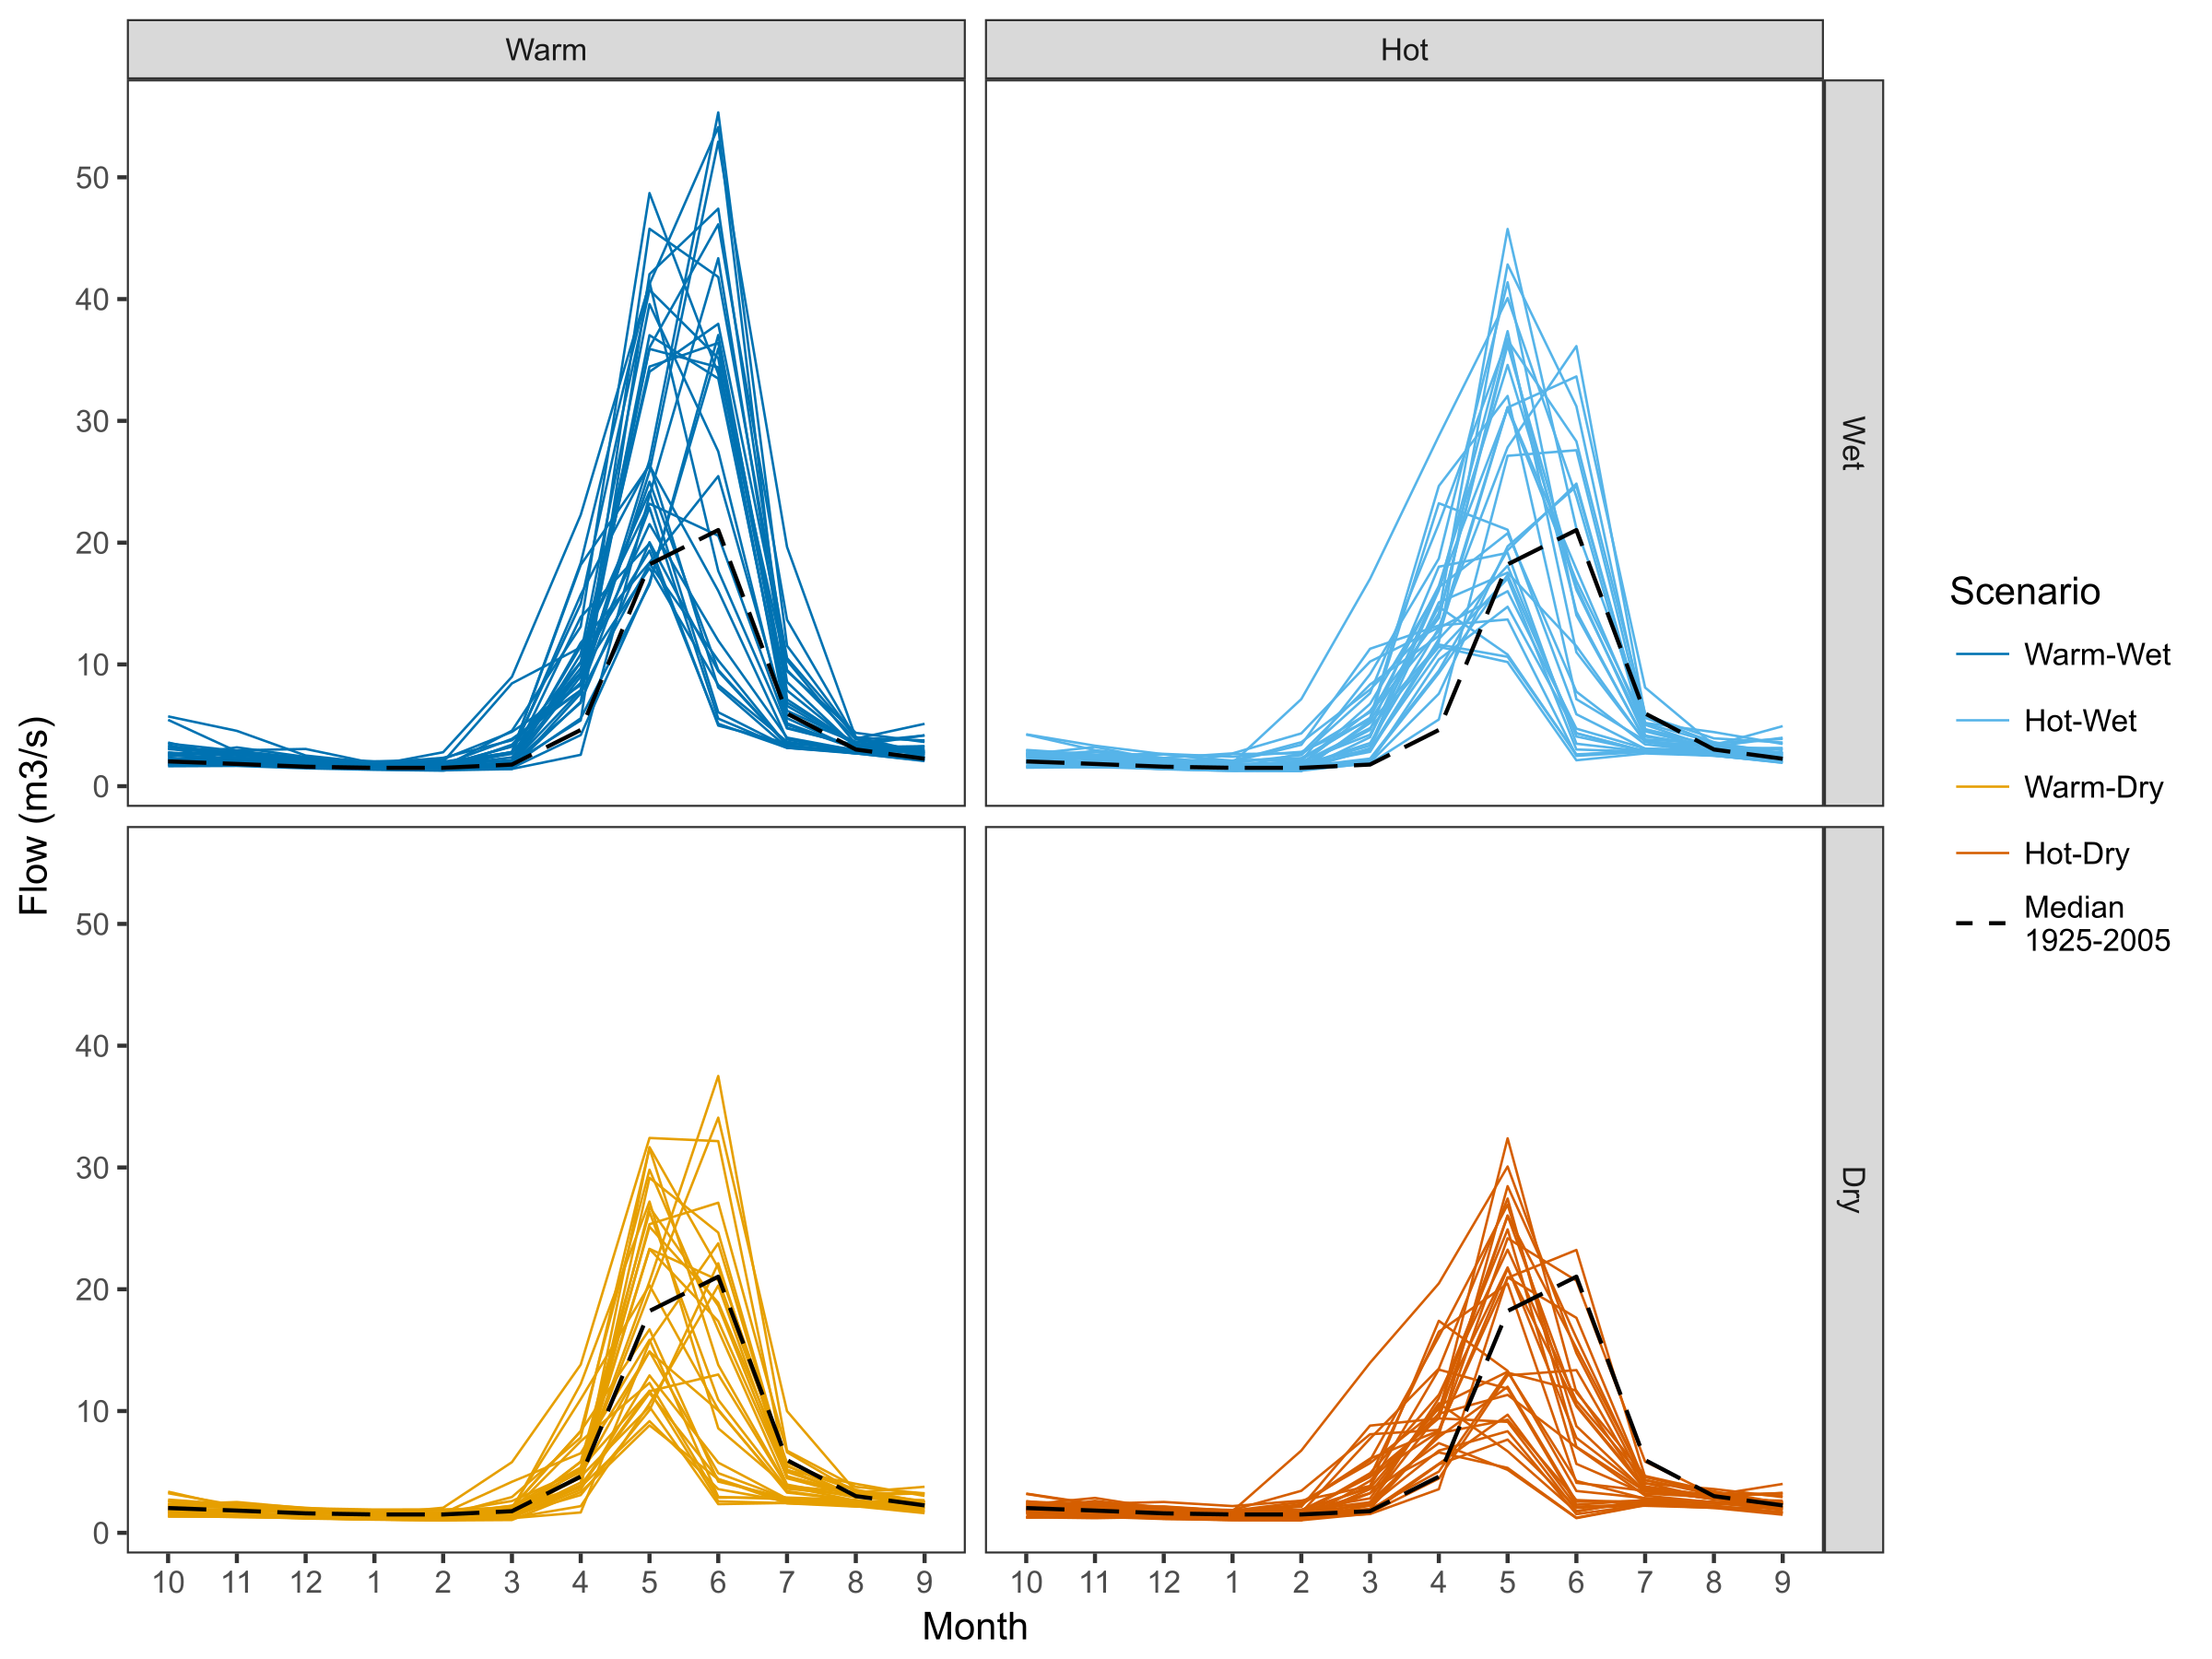 Warm
Hot
Wet
Dry
Flow (m3/s)
50
40
30
20
10
0
50
40
30
20
10
0
10 11 12 1 2 3 4 5 6 7 8 9
10 11 12 1 2 3 4 5 6 7 8 9
Month
Scenario
Warm-Wet
Hot-Wet
Warm-Dry
Hot-Dry
Median
1925-2005